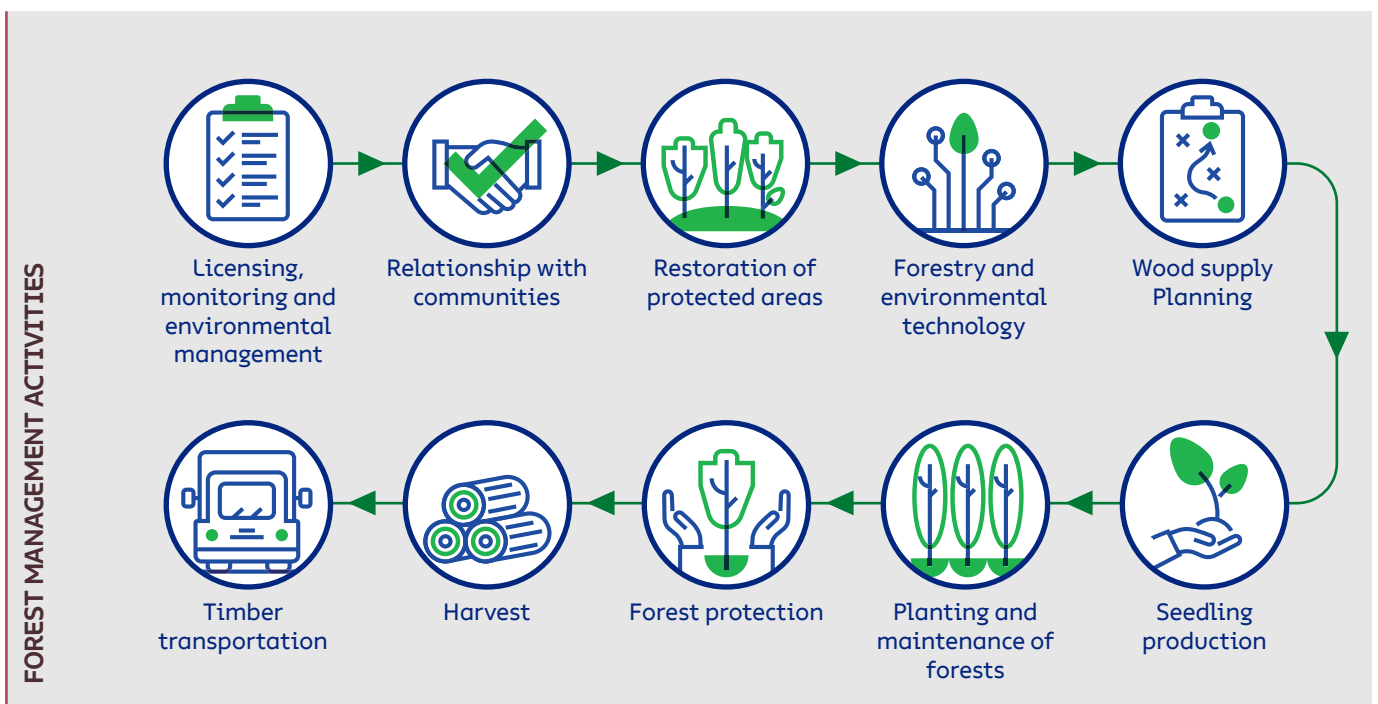 FOREST MANAGEMENT ACTIVITIES
Licensing,
monitoring and
environmental
management
Relationship with
communities
Restoration of
protected areas
Forestry and
environmental
technology
Wood supply
Planning
Seedling
production
Planting and
maintenance of
forests
Forest protection
Harvest
Timber
transportation